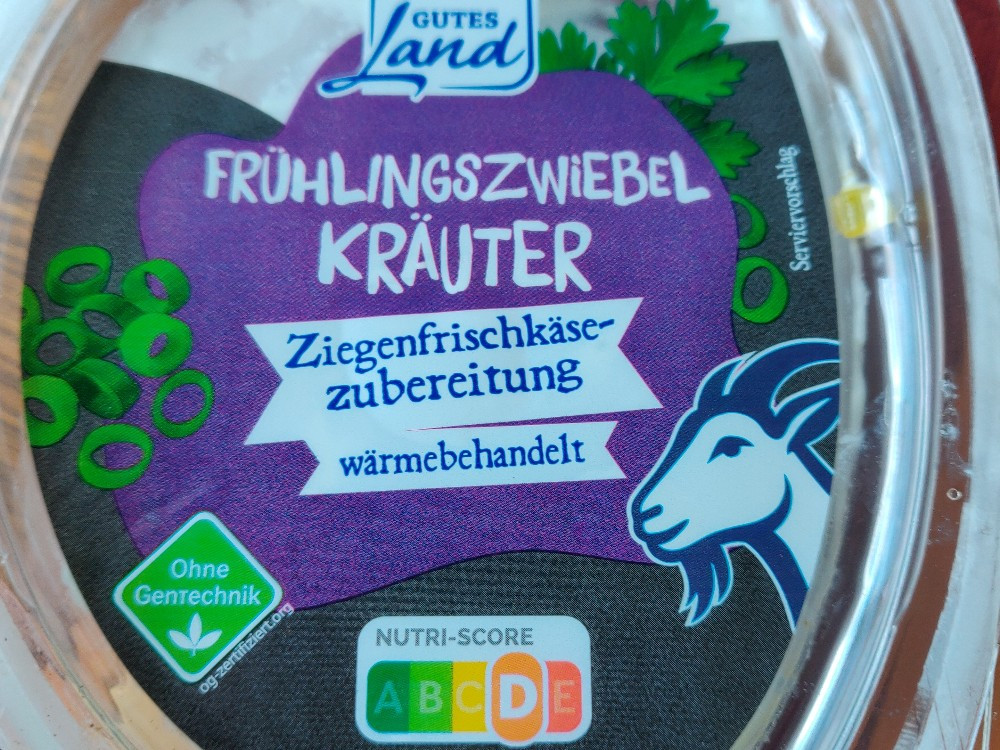 GUTES
Land
FRÜHLINGSZWIEBEL
KRÄUTER
Serviervorschlag
Ziegenfrischkäse-
zubereitung
wärmebehandelt
Ohne
GenTechnik
og-zertifiziert.org
NUTRI-SCORE
A B C D E